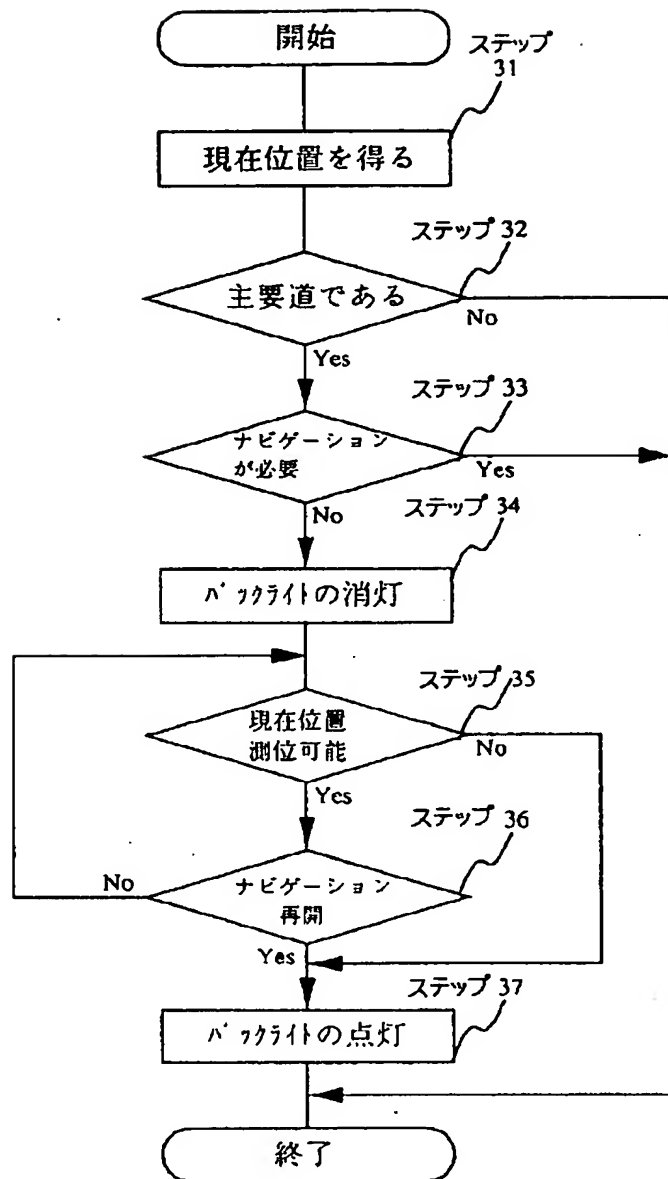 開始
ステップ
31
現在位置を得る
ステップ 32
主要道である
No
Yes
ステップ 33
ナビゲーション
が必要
Yes
No
ステップ 34
バックライトの消灯
ステップ 35
現在位置
測位可能
No
Yes
ステップ 36
ナビゲーション
再開
No
Yes
ステップ 37
バックライトの点灯
終了